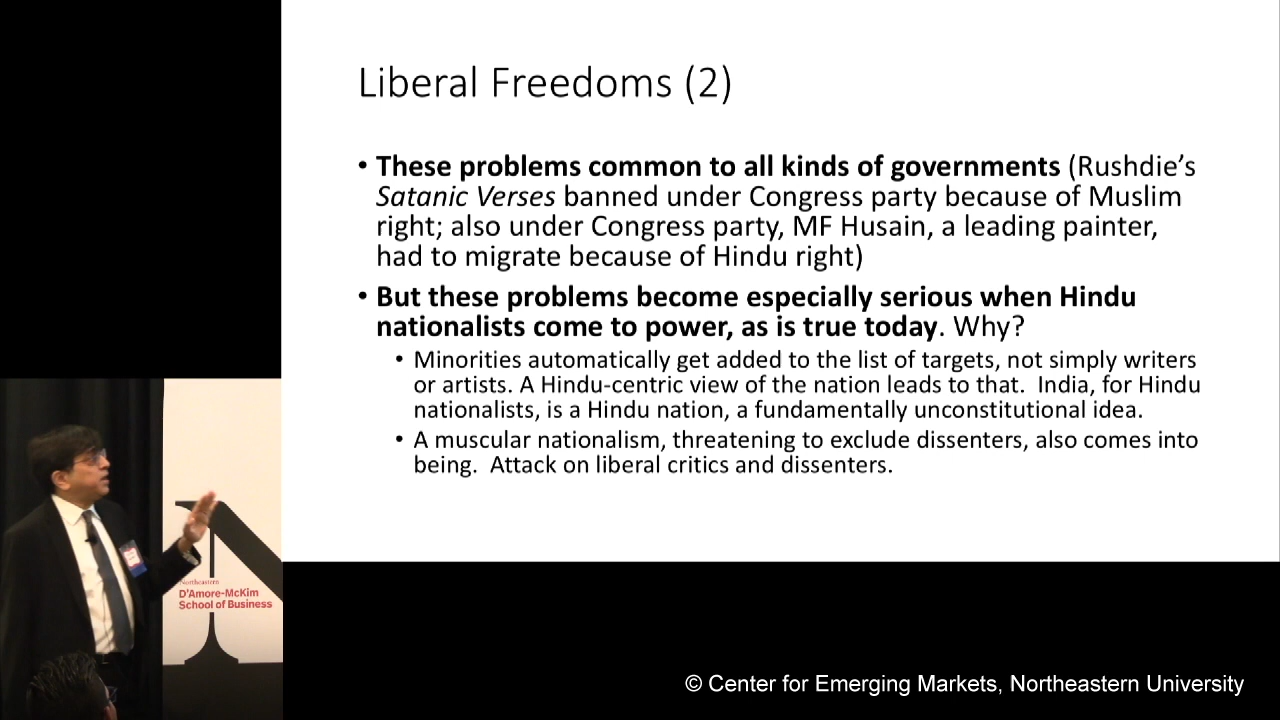 Liberal Freedoms (2)
• These problems common to all kinds of governments (Rushdie’s
Satanic Verses banned under Congress party because of Muslim
right; also under Congress party, MF Husain, a leading painter,
had to migrate because of Hindu right)
• But these problems become especially serious when Hindu
nationalists come to power, as is true today. Why?
• Minorities automatically get added to the list of targets, not simply writers
or artists. A Hindu-centric view of the nation leads to that. India, for Hindu
nationalists, is a Hindu nation, a fundamentally unconstitutional idea.
• A muscular nationalism, threatening to exclude dissenters, also comes into
being. Attack on liberal critics and dissenters.
N
Northeastern
D’Amore-McKim
School of Business
© Center for Emerging Markets, Northeastern University